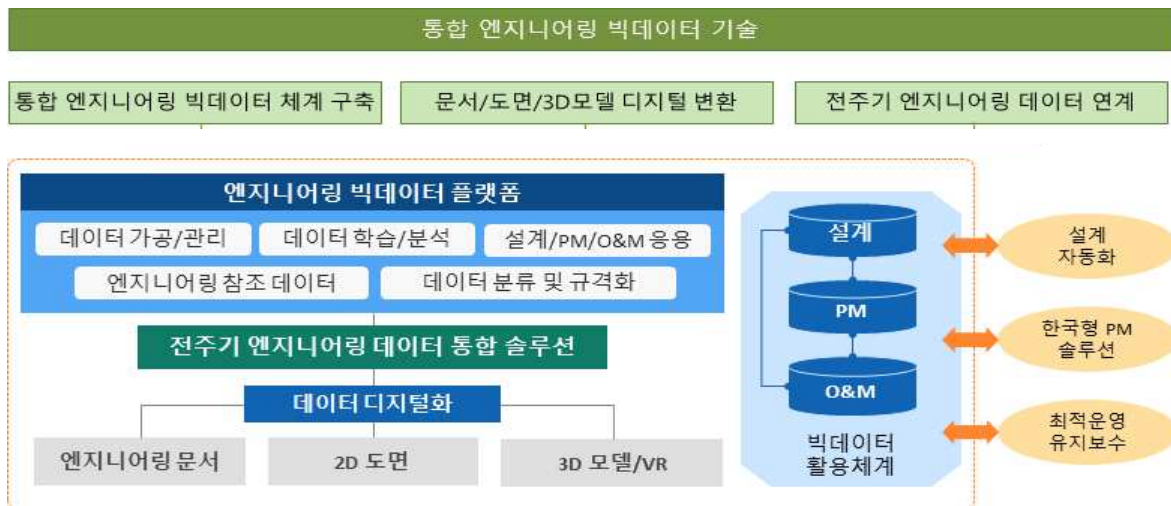 통합 엔지니어링 빅데이터 기술
통합 엔지니어링 빅데이터 체계 구축
문서/도면/3D모델 디지털 변환
전주기 엔지니어링 데이터 연계
엔지니어링 빅데이터 플랫폼
데이터 가공/관리
데이터 학습/분석
설계/PM/O&M 응용
엔지니어링 참조 데이터
데이터 분류 및 규격화
전주기 엔지니어링 데이터 통합 솔루션
데이터 디지털화
엔지니어링 문서
2D 도면
3D 모델/VR
설계
PM
O&M
빅데이터
활용체계
설계
자동화
한국형 PM
솔루션
최적운영
유지보수